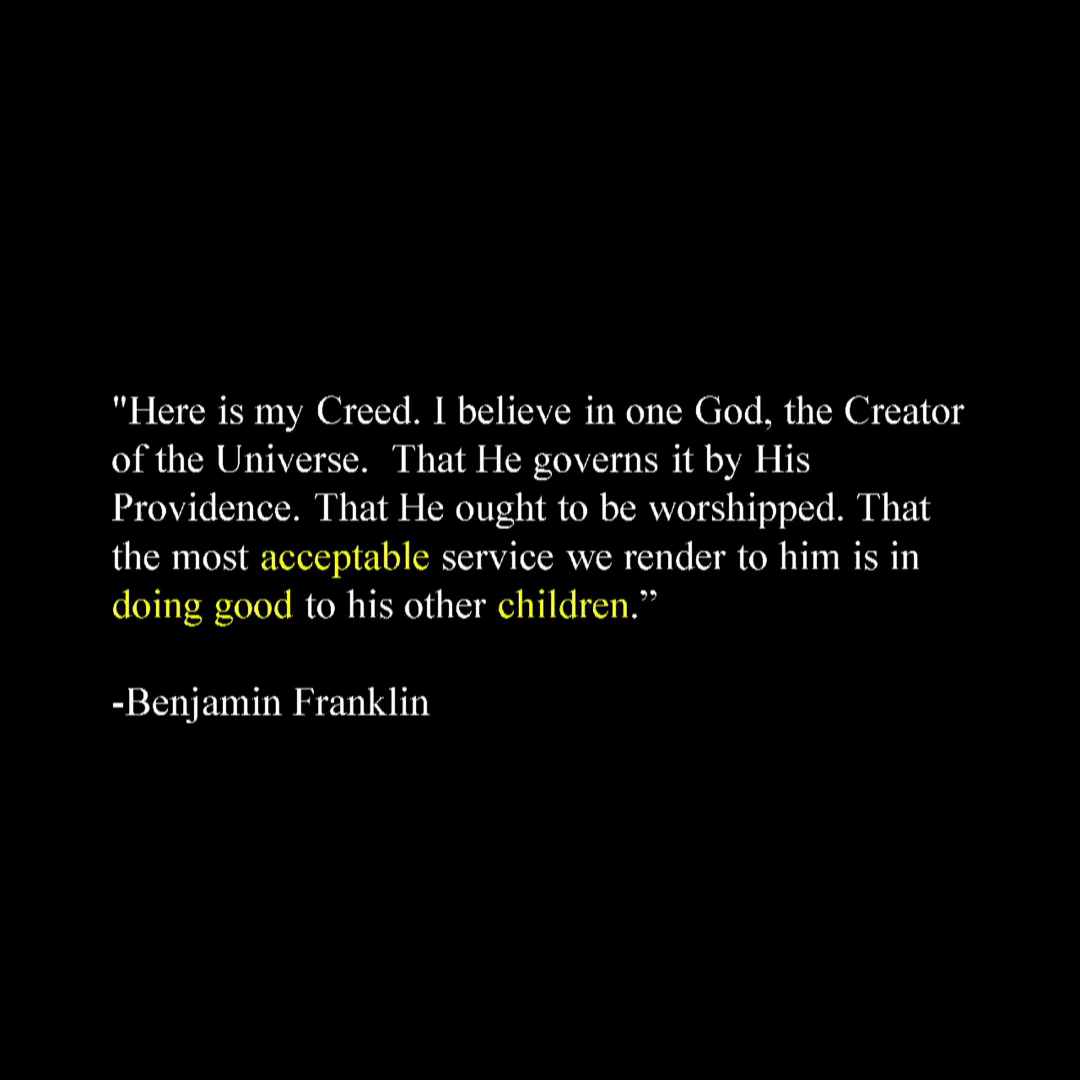 "Here is my Creed. I believe in one God, the Creator
of the Universe.  That He governs it by His
Providence. That He ought to be worshipped. That
the most acceptable service we render to him is in
doing good to his other children.”
-Benjamin Franklin